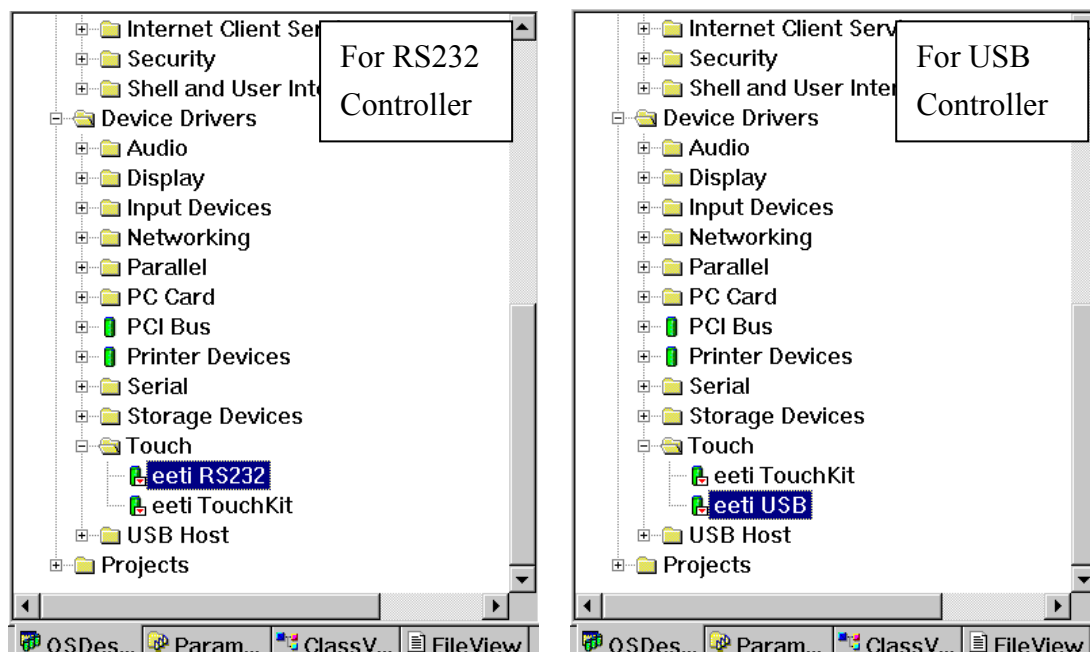 Internet Client Ser
Security
Shell and User Int
For RS232
Controller
Device Drivers
Audio
Display
Input Devices
Networking
Parallel
PC Card
PCI Bus
Printer Devices
Serial
Storage Devices
Touch
eeti RS232
eeti TouchKit
USB Host
Projects
OSDes... Param... ClassV... FileView
Internet Client Serv
Security
Shell and User Inter
For USB
Controller
Device Drivers
Audio
Display
Input Devices
Networking
Parallel
PC Card
PCI Bus
Printer Devices
Serial
Storage Devices
Touch
eeti TouchKit
eeti USB
USB Host
Projects
OSDes... Param... ClassV... FileView